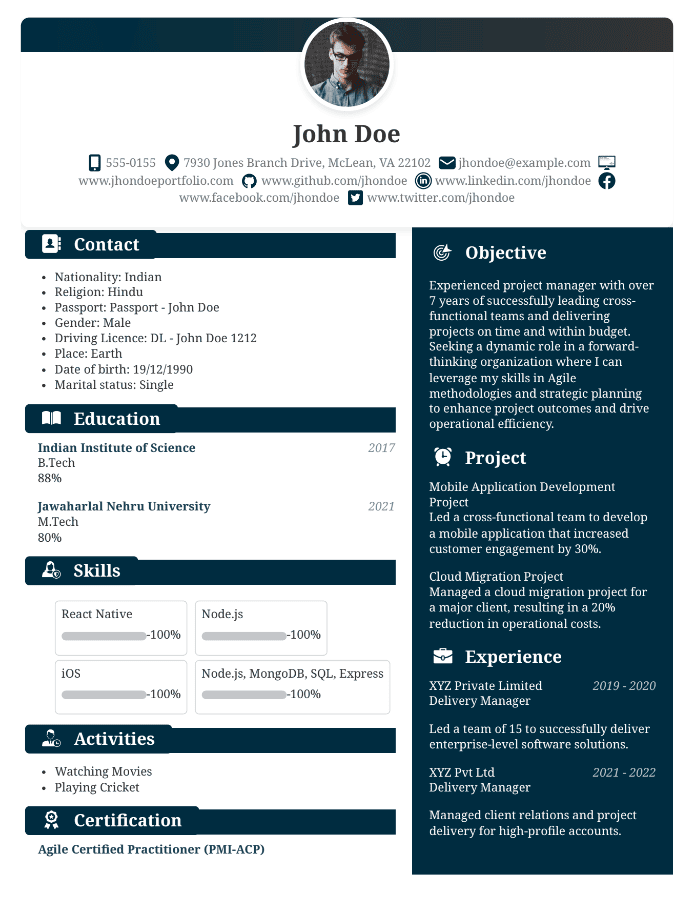 John Doe
555-0155 7930 Jones Branch Drive, McLean, VA 22102 jhondoe@example.com
www.jhondoeportfolio.com www.github.com/jhondoe www.linkedin.com/jhondoe
www.facebook.com/jhondoe www.twitter.com/jhondoe
Contact
• Nationality: Indian
• Religion: Hindu
• Passport: Passport - John Doe
• Gender: Male
• Driving Licence: DL - John Doe 1212
• Place: Earth
• Date of birth: 19/12/1990
• Marital status: Single
Education
Indian Institute of Science 2017
B.Tech
88%
Jawaharlal Nehru University 2021
M.Tech
80%
Skills
React Native
-100%
Node.js
-100%
iOS
-100%
Node.js, MongoDB, SQL, Express
-100%
Activities
• Watching Movies
• Playing Cricket
Certification
Agile Certified Practitioner (PMI-ACP)
Objective
Experienced project manager with over
7 years of successfully leading cross-
functional teams and delivering
projects on time and within budget.
Seeking a dynamic role in a forward-
thinking organization where I can
leverage my skills in Agile
methodologies and strategic planning
to enhance project outcomes and drive
operational efficiency.
Project
Mobile Application Development
Project
Led a cross-functional team to develop
a mobile application that increased
customer engagement by 30%.
Cloud Migration Project
Managed a cloud migration project for
a major client, resulting in a 20%
reduction in operational costs.
Experience
XYZ Private Limited 2019 - 2020
Delivery Manager
Led a team of 15 to successfully deliver
enterprise-level software solutions.
XYZ Pvt Ltd 2021 - 2022
Delivery Manager
Managed client relations and project
delivery for high-profile accounts.